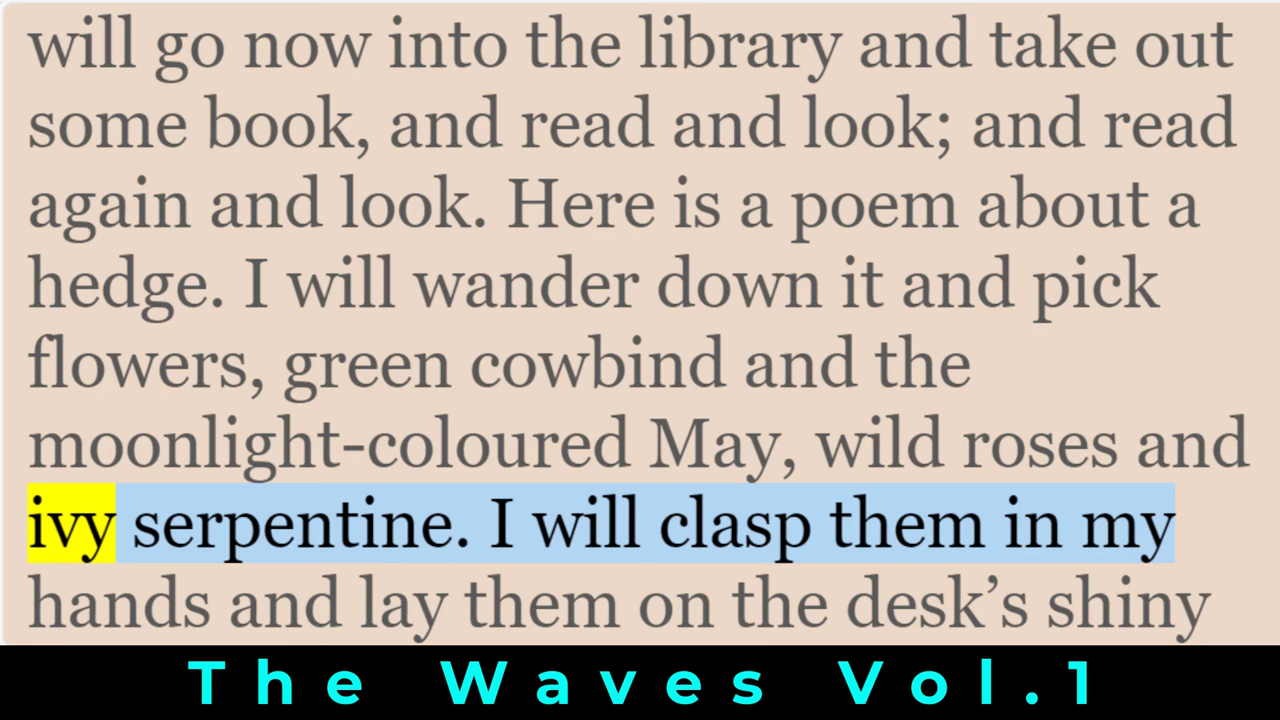 will go now into the library and take out
some book, and read and look; and read
again and look. Here is a poem about a
hedge. I will wander down it and pick
flowers, green cowbind and the
moonlight-coloured May, wild roses and
ivy serpentine. I will clasp them in my
hands and lay them on the desk’s shiny
The Waves Vol.1